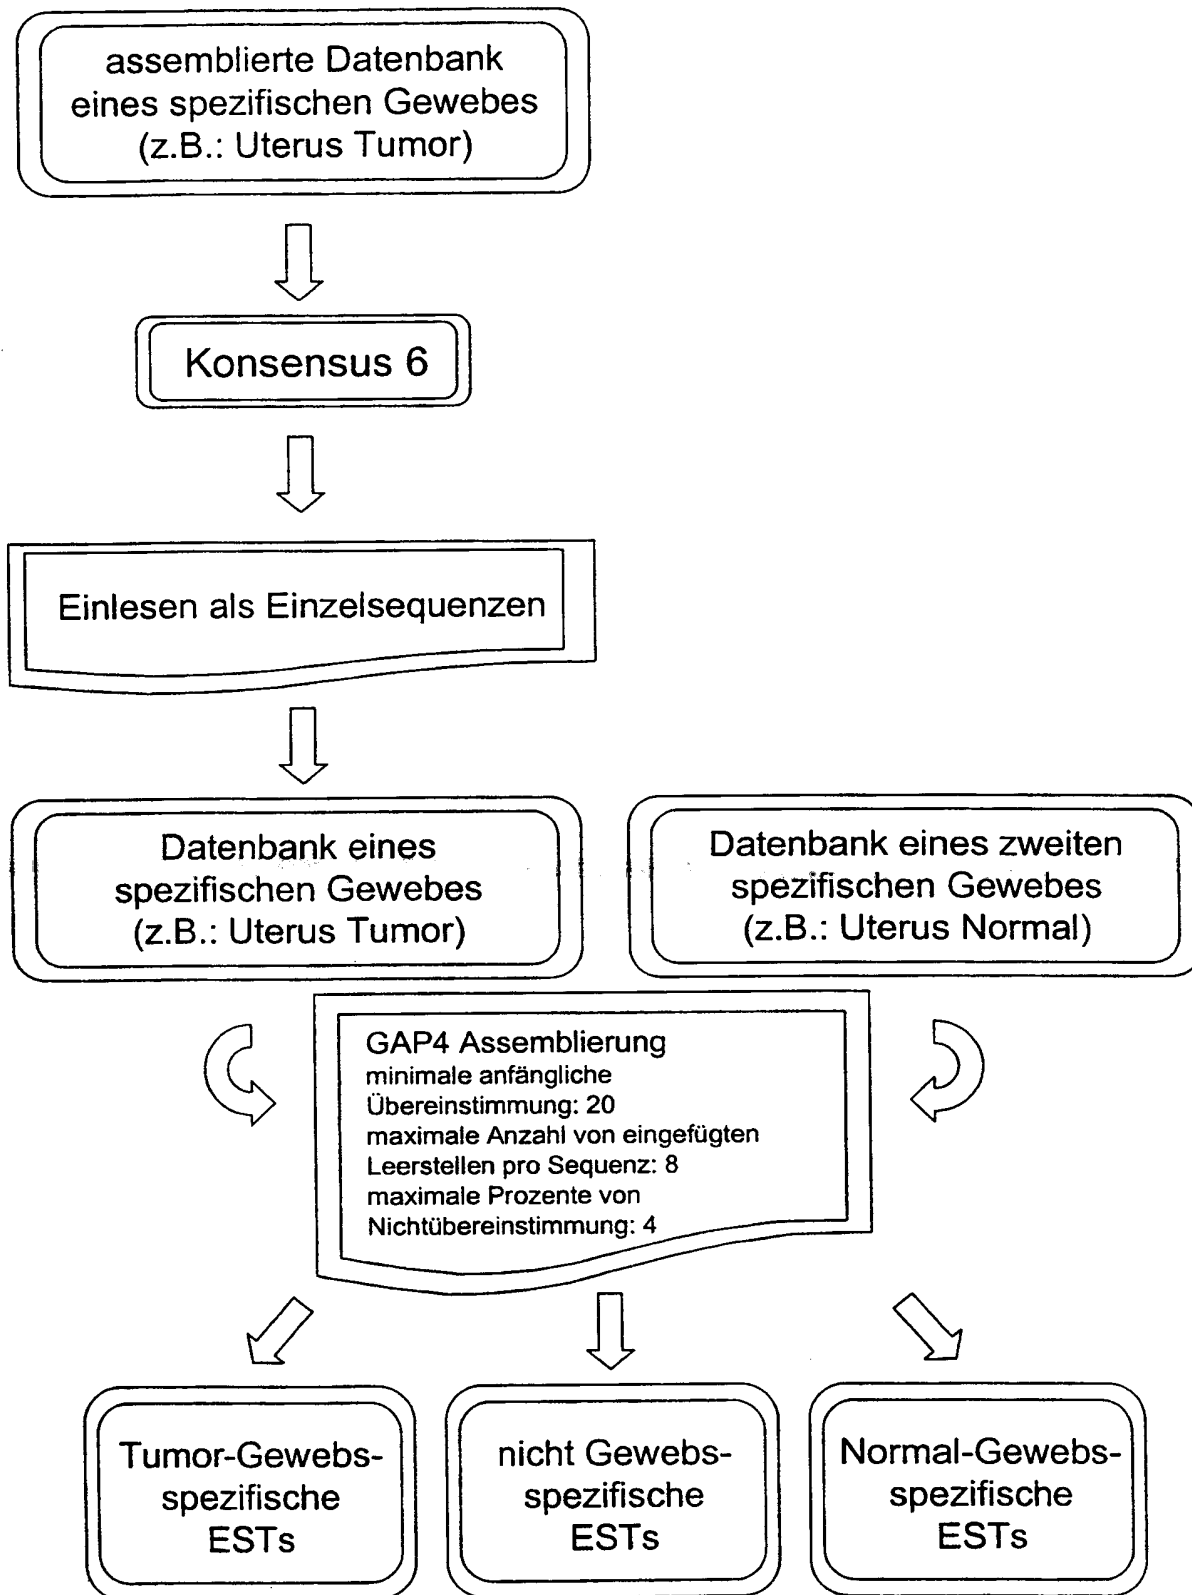 assemblierte Datenbank
eines spezifischen Gewebes
(z.B.: Uterus Tumor)
Konsensus 6
Einlesen als Einzelsequenzen
Datenbank eines
spezifischen Gewebes
(z.B.: Uterus Tumor)
Datenbank eines zweiten
spezifischen Gewebes
(z.B.: Uterus Normal)
GAP4 Assemblierung
minimale anfängliche
Übereinstimmung: 20
maximale Anzahl von eingefügten
Leerstellen pro Sequenz: 8
maximale Prozente von
Nichtübereinstimmung: 4
Tumor-Gewebs-
spezifische
ESTs
nicht Gewebs-
spezifische
ESTs
Normal-Gewebs-
spezifische
ESTs